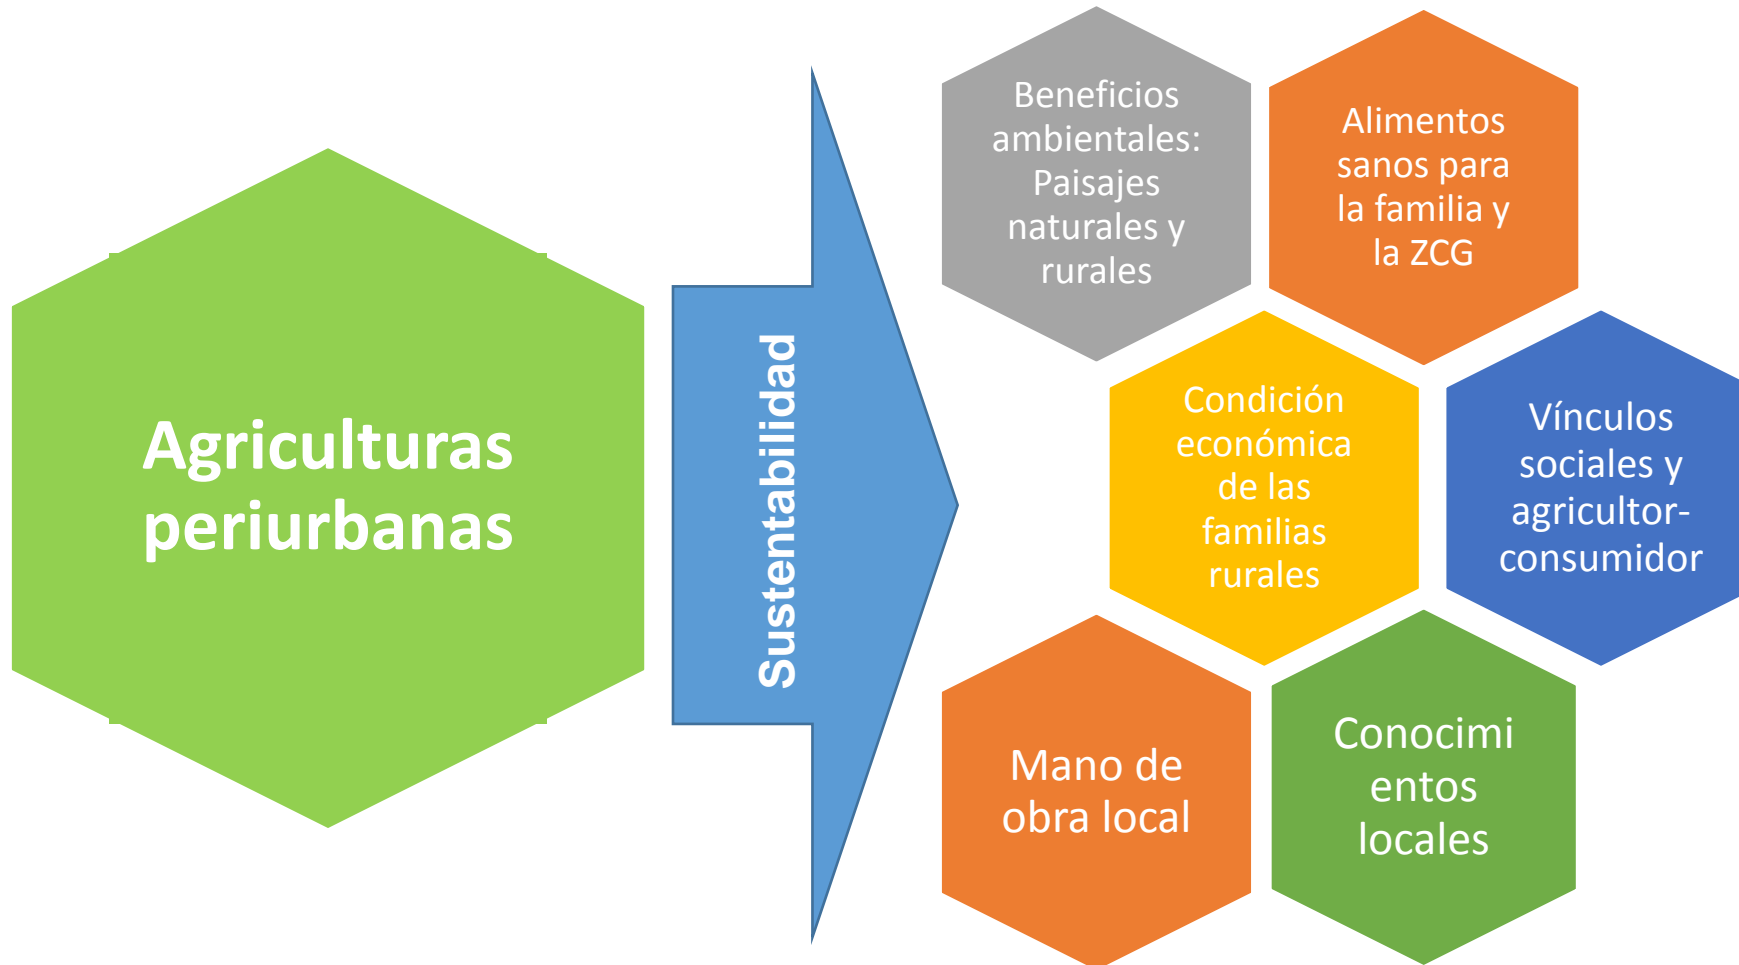 Agriculturas
periurbanas
Sustentabilidad
Beneficios
ambientales:
Paisajes
naturales y
rurales
Alimentos
sanos para
la familia y
la ZCG
Condición
económica
de las
familias
rurales
Vínculos
sociales y
agricultor-
consumidor
Mano de
obra local
Conocimi
entos
locales